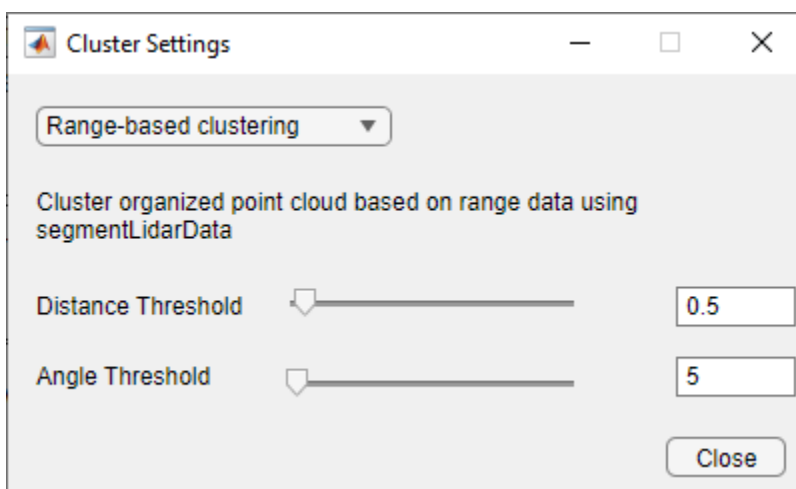 Cluster Settings
Range-based clustering
Cluster organized point cloud based on range data using
segmentLidarData
Distance Threshold 0.5
Angle Threshold 5
Close